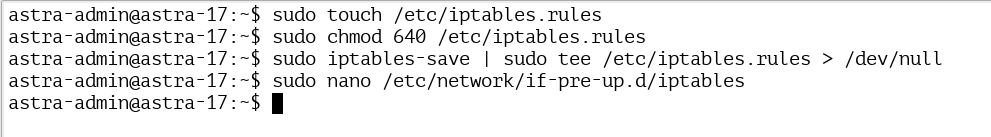 astra-admin@astra-17:~$ sudo touch /etc/iptables.rules
astra-admin@astra-17:~$ sudo chmod 640 /etc/iptables.rules
astra-admin@astra-17:~$ sudo iptables-save | sudo tee /etc/iptables.rules > /dev/null
astra-admin@astra-17:~$ sudo nano /etc/network/if-pre-up.d/iptables
astra-admin@astra-17:~$